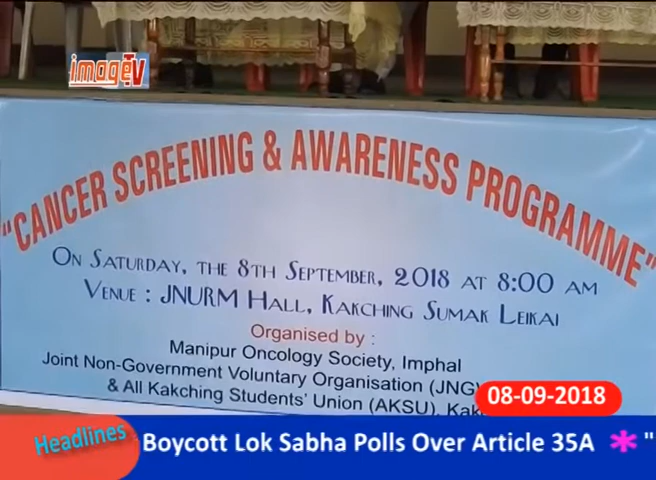 imageTV
"CANCER SCREENING & AWARENESS PROGRAMME"
ON SATURDAY, THE 8TH SEPTEMBER, 2018 AT 8:00 AM
VENUE : JNURM HALL, KAKCHING SUMAK LEIKAI
Organised by :
Manipur Oncology Society, Imphal
Joint Non-Government Voluntary Organisation (JNG
& All Kakching Students' Union (AKSU), Kak
08-09-2018
Headlines
Boycott Lok Sabha Polls Over Article 35A * "